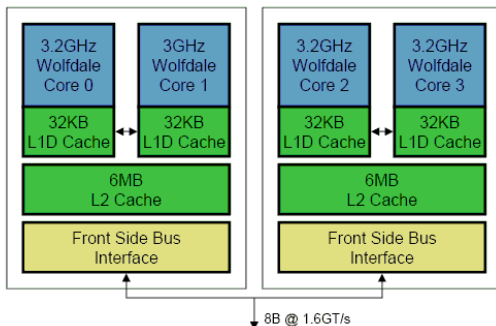 3.2GHz
Wolfdale
Core 0
3GHz
Wolfdale
Core 1
3.2GHz
Wolfdale
Core 2
3.2GHz
Wolfdale
Core 3
32KB
L1D Cache
32KB
L1D Cache
32KB
L1D Cache
32KB
L1D Cache
6MB
L2 Cache
6MB
L2 Cache
Front Side Bus
Interface
Front Side Bus
Interface
8B @ 1.6GT/s